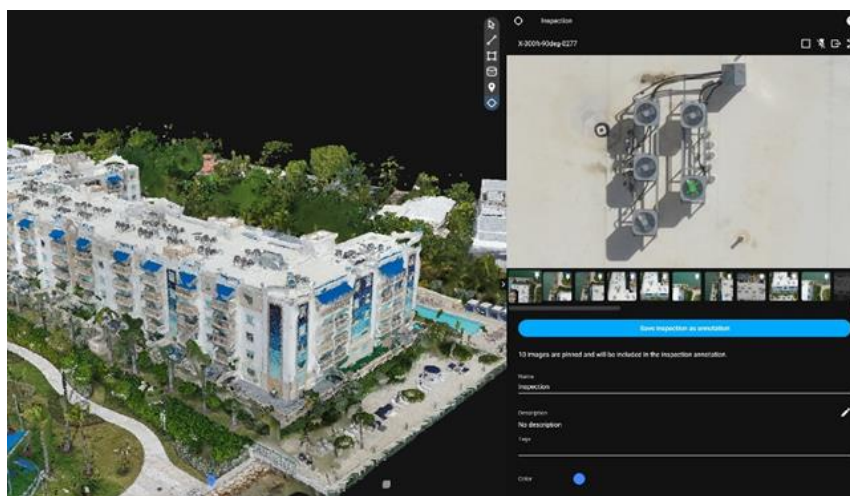 Inspection
X-300ft-90deg-0277
Save inspection as annotation
10 images are pinned and will be included in the inspection annotation.
Name
Inspection
Description
No description
Tags
Color